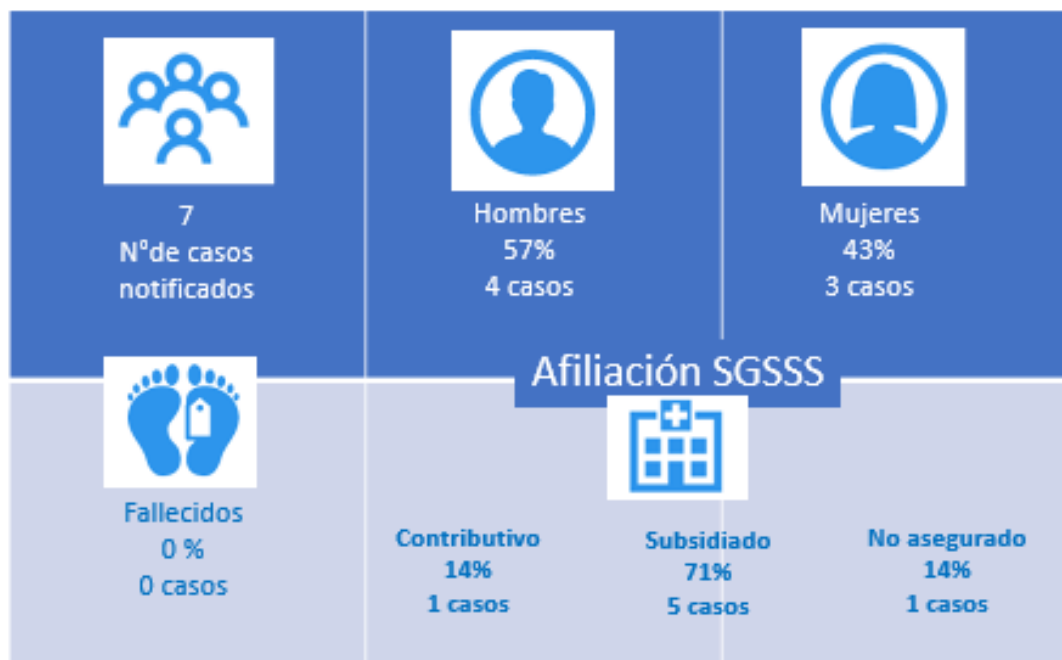 7
N°de casos
notificados
Hombres
57%
4 casos
Mujeres
43%
3 casos
Afiliación SGSSS
Fallecidos
0 %
0 casos
Contributivo
14%
1 casos
Subsidiado
71%
5 casos
No asegurado
14%
1 casos